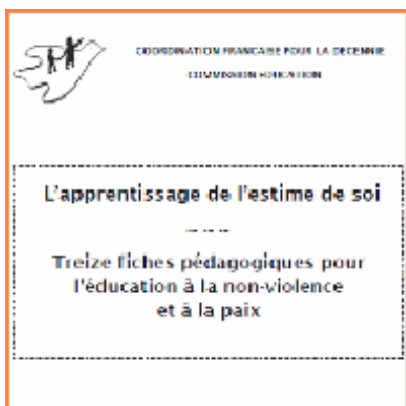 COORDINATION FRANCAISE POUR LA DECENNIE
COMMISSION EDUCATION
L'apprentissage de l'estime de soi
---
Treize fiches pédagogiques pour
l'éducation à la non-violence
et à la paix